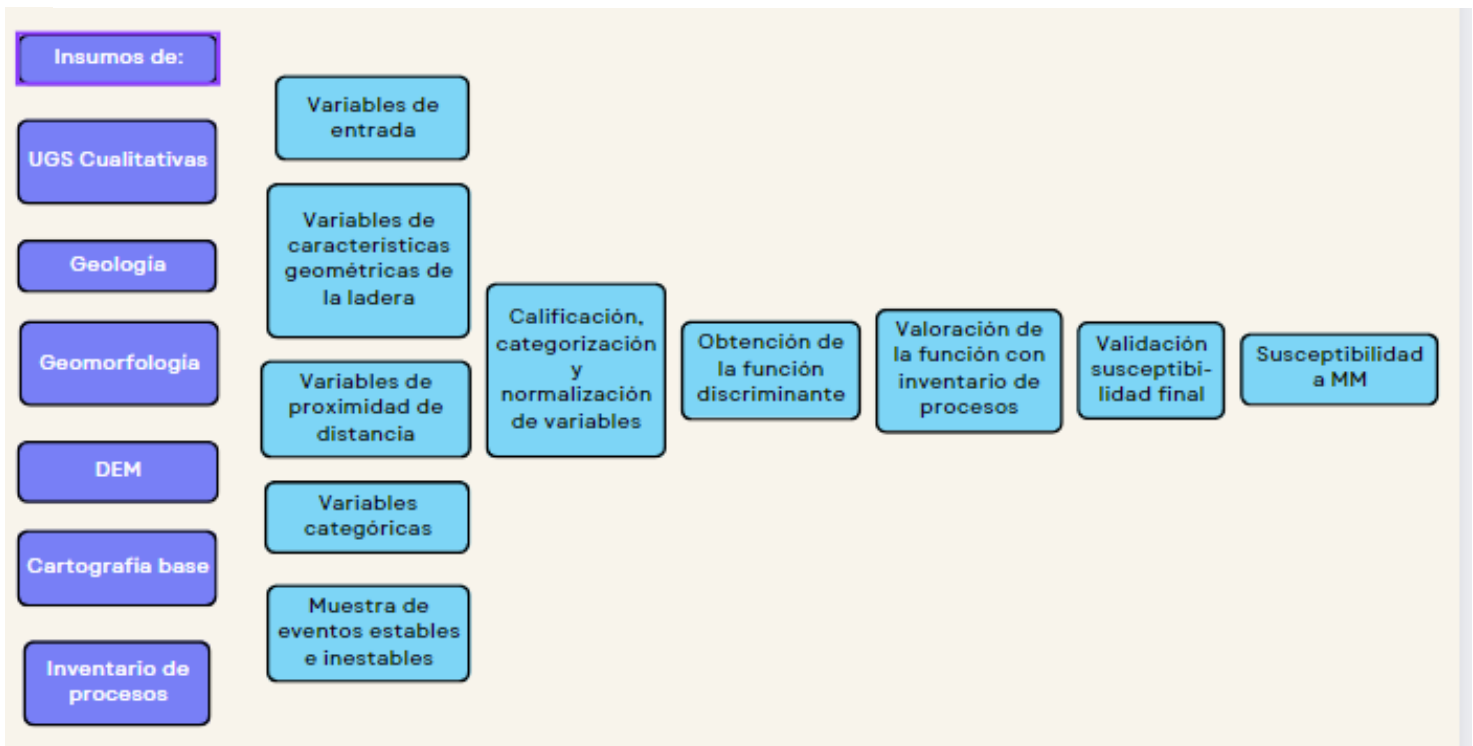 Insumos de:
UGS Cualitativas
Geología
Geomorfología
DEM
Cartografía base
Inventario de
procesos
Variables de
entrada
Variables de
características
geométricas de
la ladera
Variables de
proximidad de
distancia
Variables
categóricas
Muestra de
eventos estables
e inestables
Calificación,
categorización
y
normalización
de variables
Obtención de
la función
discriminante
Valoración de
la función con
inventario de
procesos
Validación
susceptibi-
lidad final
Susceptibilidad
a MM